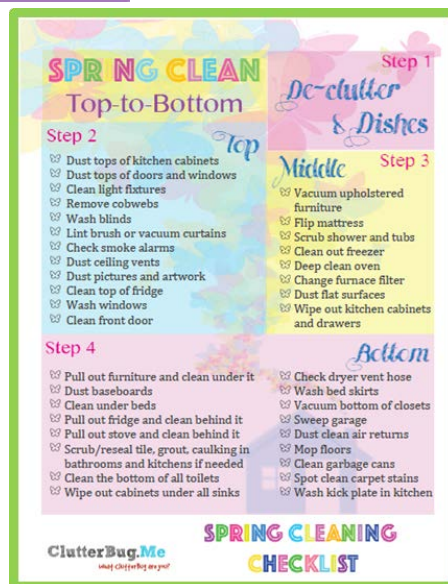 SPRING CLEAN
Top-to-Bottom
Step 1
De-clutter
& Dishes
Step 2
Top
Dust tops of kitchen cabinets
Dust tops of doors and windows
Clean light fixtures
Remove cobwebs
Wash blinds
Lint brush or vacuum curtains
Check smoke alarms
Dust ceiling vents
Dust pictures and artwork
Clean top of fridge
Wash windows
Clean front door
Step 3
Middle
Vacuum upholstered
furniture
Flip mattress
Scrub shower and tubs
Clean out freezer
Deep clean oven
Change furnace filter
Dust flat surfaces
Wipe out kitchen cabinets
and drawers
Step 4
Bottom
Pull out furniture and clean under it
Dust baseboards
Clean under beds
Pull out fridge and clean behind it
Pull out stove and clean behind it
Scrub/reseal tile, grout, caulking in
bathrooms and kitchens if needed
Clean the bottom of all toilets
Wipe out cabinets under all sinks
Check dryer vent hose
Wash bed skirts
Vacuum bottom of closets
Sweep garage
Dust clean air returns
Mop floors
Clean garbage cans
Spot clean carpet stains
Wash kick plate in kitchen
ClutterBug.Me
What ClutterBug are you?
SPRING CLEANING
CHECKLIST